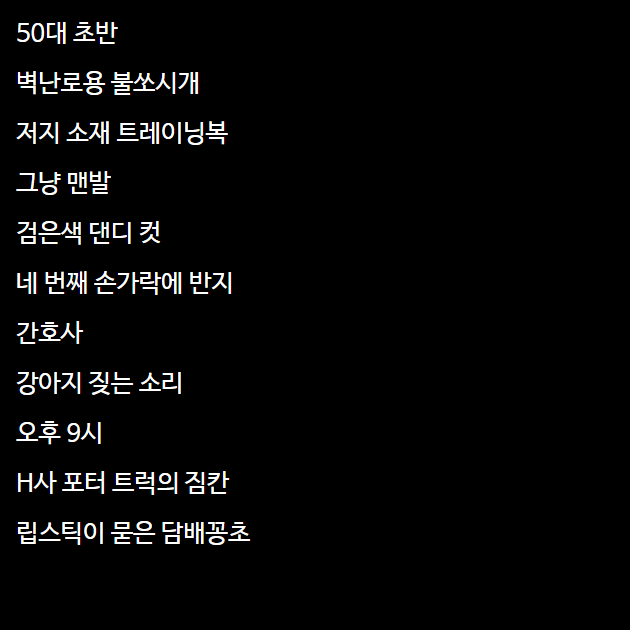 50대 초반
벽난로용 불쏘시개
저지 소재 트레이닝복
그냥 맨발
검은색 댄디 컷
네 번째 손가락에 반지
간호사
강아지 짖는 소리
오후 9시
H사 포터 트럭의 짐칸
립스틱이 묻은 담배꽁초